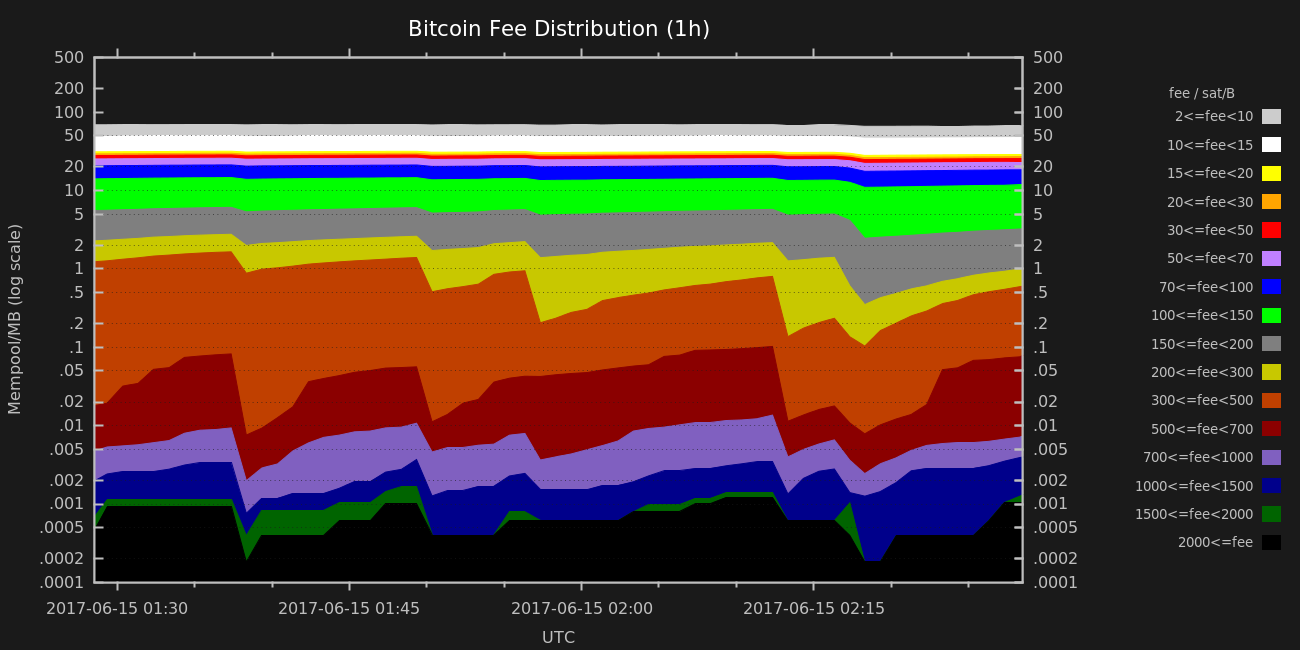 Bitcoin Fee Distribution (1h)
500
200
100
50
20
10
5
2
1
.5
.2
.1
.05
.02
.01
.005
.002
.001
.0005
.0002
.0001
Mempool/MB (log scale)
500
200
100
50
20
10
5
2
1
.5
.2
.1
.05
.02
.01
.005
.002
.001
.0005
.0002
.0001
2017-06-15 01:30 2017-06-15 01:45 2017-06-15 02:00 2017-06-15 02:15
UTC
fee / sat/B
2<=fee<10
10<=fee<15
15<=fee<20
20<=fee<30
30<=fee<50
50<=fee<70
70<=fee<100
100<=fee<150
150<=fee<200
200<=fee<300
300<=fee<500
500<=fee<700
700<=fee<1000
1000<=fee<1500
1500<=fee<2000
2000<=fee